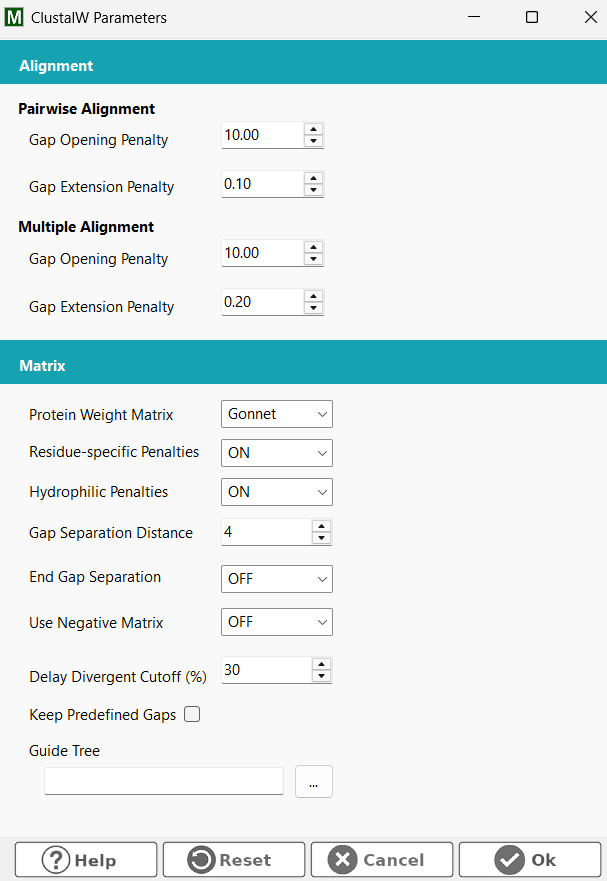 M ClustalW Parameters
Alignment
Pairwise Alignment
Gap Opening Penalty 10.00
Gap Extension Penalty 0.10
Multiple Alignment
Gap Opening Penalty 10.00
Gap Extension Penalty 0.20
Matrix
Protein Weight Matrix Gonnet
Residue-specific Penalties ON
Hydrophilic Penalties ON
Gap Separation Distance 4
End Gap Separation OFF
Use Negative Matrix OFF
Delay Divergent Cutoff (%) 30
Keep Predefined Gaps
Guide Tree
...
? Help Reset Cancel Ok